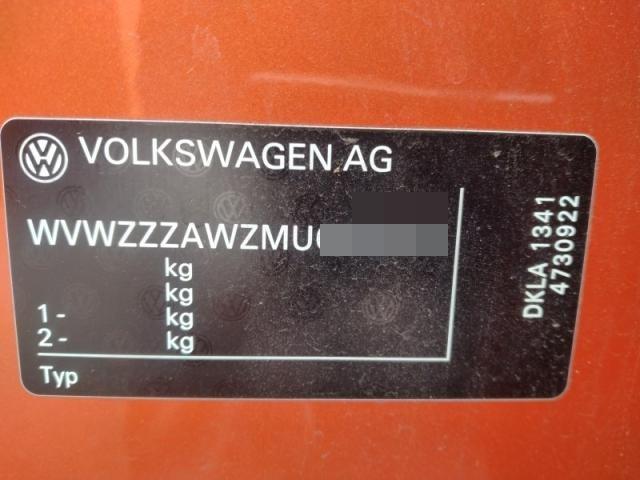 VOLKSWAGEN AG
WVWZZZAWZMU
kg
kg
1- kg
2- kg
Typ
DKLA 1341
4730922